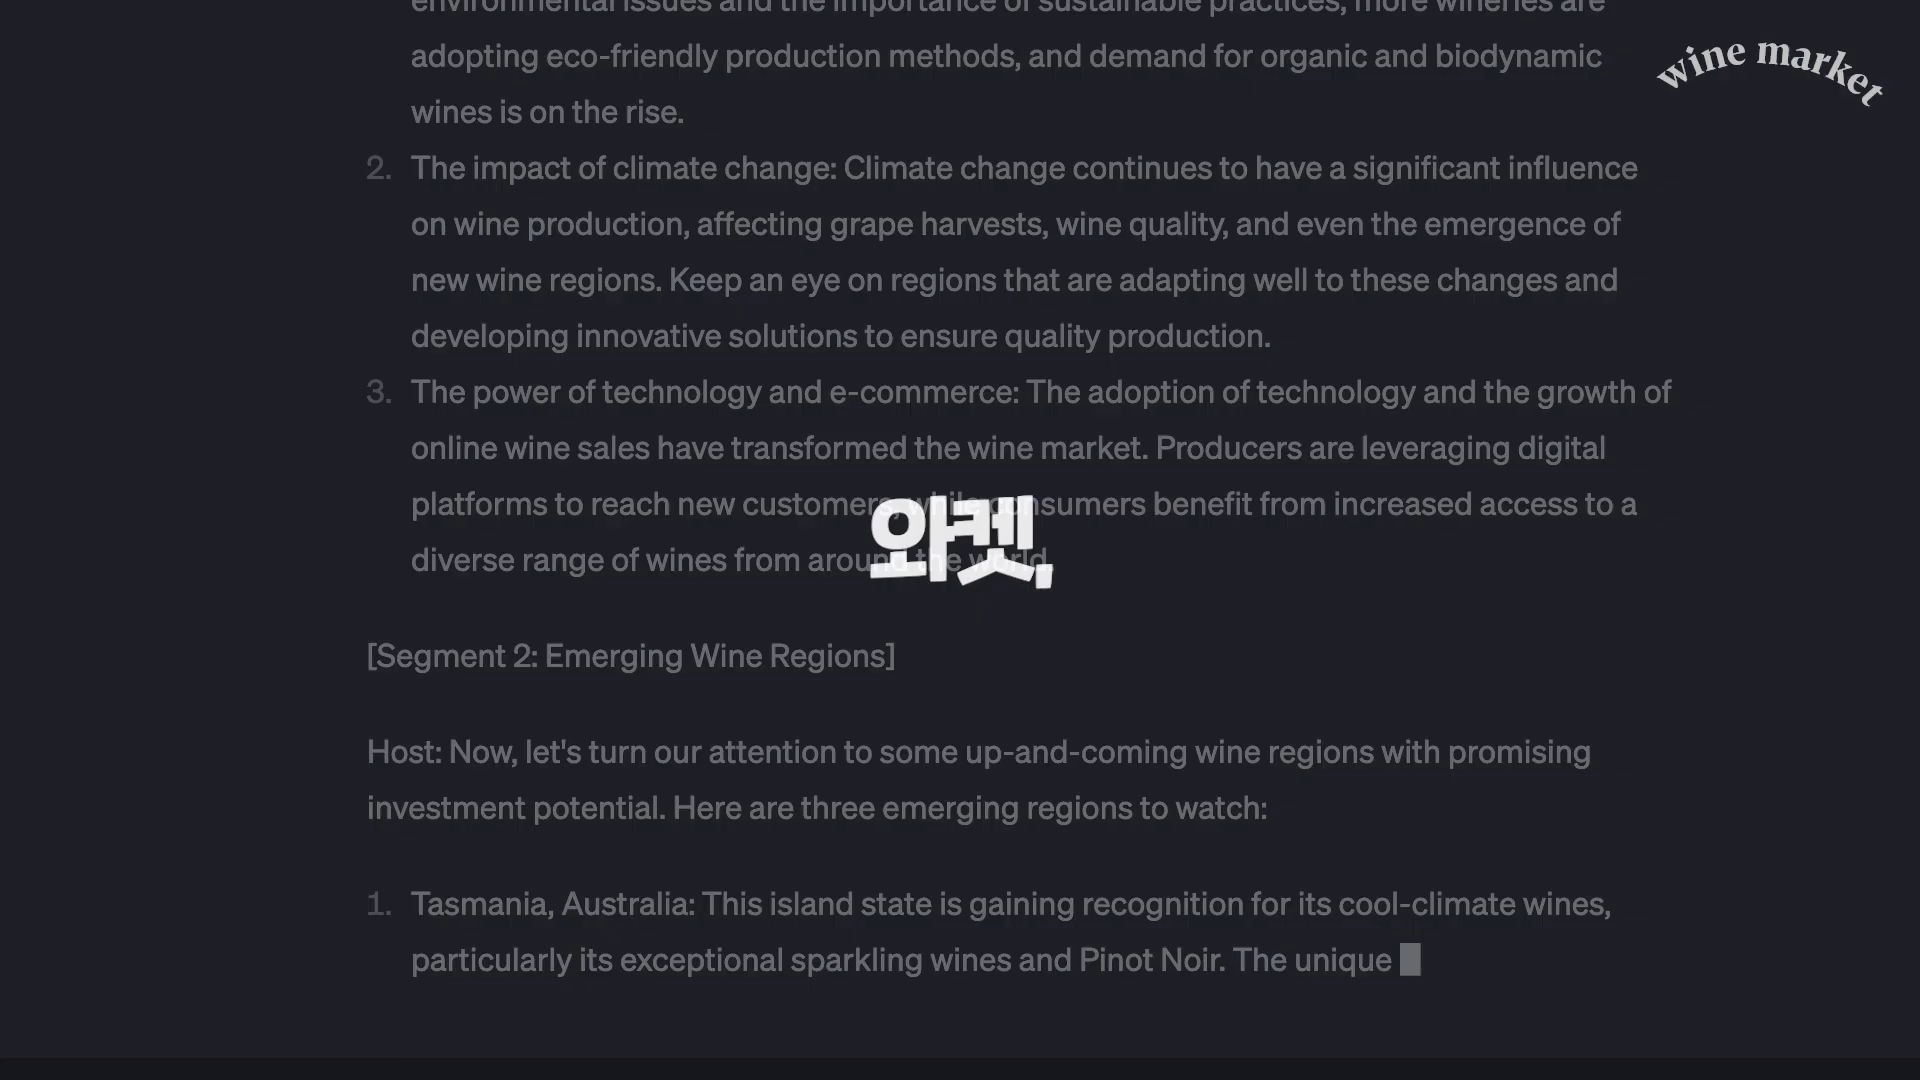 environmental issues and the importance of sustainable practices, more wineries are
adopting eco-friendly production methods, and demand for organic and biodynamic
wines is on the rise.
wine market
2. The impact of climate change: Climate change continues to have a significant influence
on wine production, affecting grape harvests, wine quality, and even the emergence of
new wine regions. Keep an eye on regions that are adapting well to these changes and
developing innovative solutions to ensure quality production.
3. The power of technology and e-commerce: The adoption of technology and the growth of
online wine sales have transformed the wine market. Producers are leveraging digital
platforms to reach new customers, while consumers benefit from increased access to a
diverse range of wines from around the world.
와켓.
[Segment 2: Emerging Wine Regions]
Host: Now, let's turn our attention to some up-and-coming wine regions with promising
investment potential. Here are three emerging regions to watch:
1. Tasmania, Australia: This island state is gaining recognition for its cool-climate wines,
particularly its exceptional sparkling wines and Pinot Noir. The unique